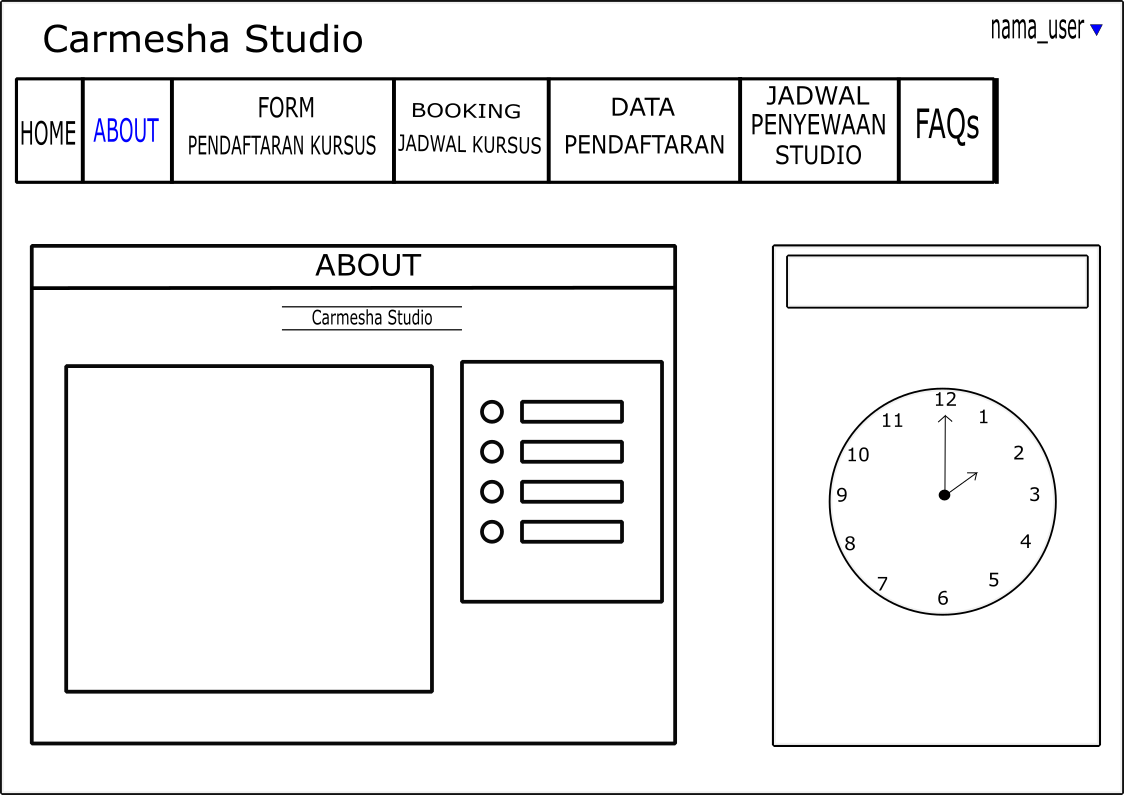 Carmesha Studio
nama_user
HOME
ABOUT
FORM
PENDAFTARAN KURSUS
BOOKING
JADWAL KURSUS
DATA
PENDAFTARAN
JADWAL
PENYEWAAN
STUDIO
FAQs
ABOUT
Carmesha Studio
12
1
2
3
4
5
6
7
8
9
10
11